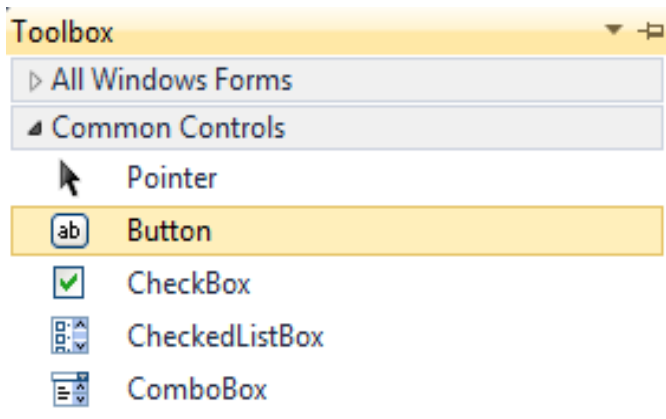 Toolbox
All Windows Forms
Common Controls
Pointer
ab Button
CheckBox
CheckedListBox
ComboBox